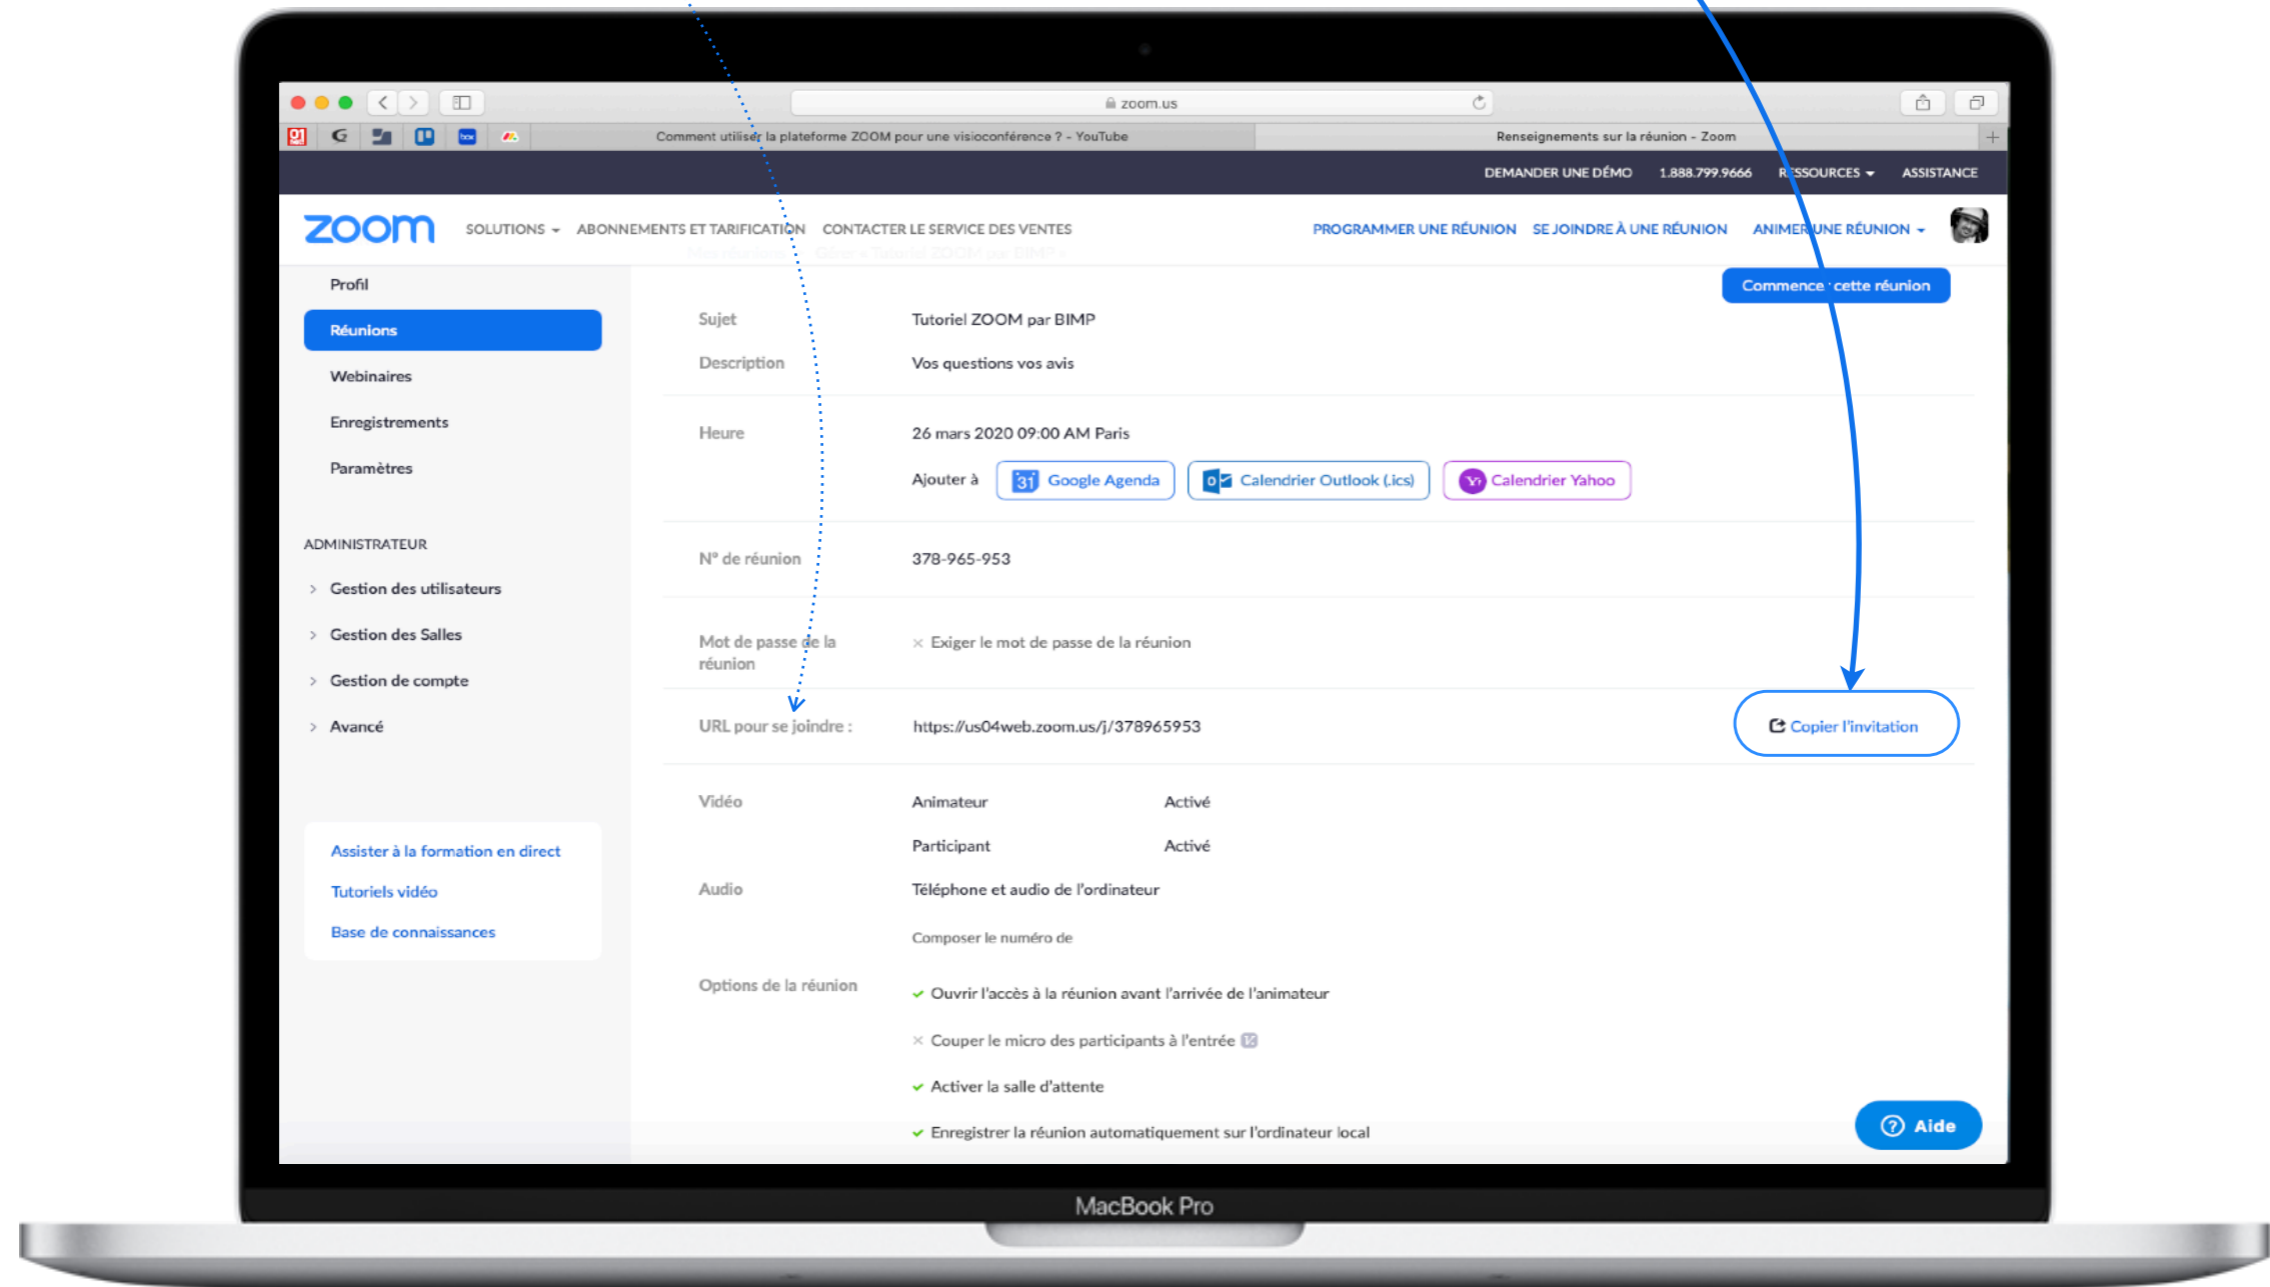 zoom.us
Comment utiliser la plateforme ZOOM pour une visioconférence ? - YouTube
Renseignements sur la réunion - Zoom
DEMANDER UNE DÉMO 1.888.799.9666 RESSOURCES ASSISTANCE
zoom SOLUTIONS ABONNEMENTS ET TARIFICATION CONTACTER LE SERVICE DES VENTES PROGRAMMER UNE RÉUNION SE JOINDRE À UNE RÉUNION ANIMER UNE RÉUNION
Mes réunions > Gérer « Tutoriel ZOOM par BIMP »
Profil
Réunions
Webinaires
Enregistrements
Paramètres
ADMINISTRATEUR
> Gestion des utilisateurs
> Gestion des Salles
> Gestion de compte
> Avancé
Assister à la formation en direct
Tutoriels vidéo
Base de connaissances
Commencer cette réunion
Sujet Tutoriel ZOOM par BIMP
Description Vos questions vos avis
Heure 26 mars 2020 09:00 AM Paris
Ajouter à 31 Google Agenda Calendrier Outlook (.ics) Calendrier Yahoo
N° de réunion 378-965-953
Mot de passe de la
réunion
× Exiger le mot de passe de la réunion
URL pour se joindre : https://us04web.zoom.us/j/378965953 Copier l'invitation
Vidéo Animateur Activé
Participant Activé
Audio Téléphone et audio de l'ordinateur
Composer le numéro de
Options de la réunion
✓ Ouvrir l'accès à la réunion avant l'arrivée de l'animateur
× Couper le micro des participants à l'entrée
✓ Activer la salle d'attente
✓ Enregistrer la réunion automatiquement sur l'ordinateur local
? Aide
MacBook Pro